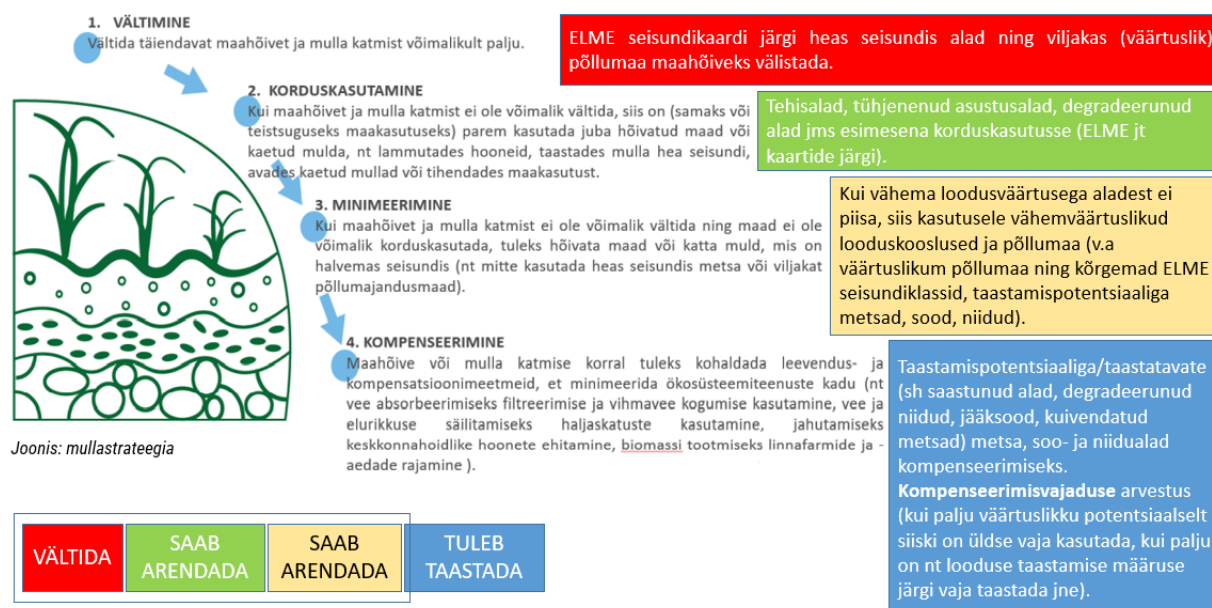 1. VÄLTIMINE
Vältida täiendavat maahõivet ja mulla katmist võimalikult palju.
ELME seisundikaardi järgi heas seisundis alad ning viljakas (väärtuslik)
põllumaa maahõiveks välistada.
2. KORDUSKASUTAMINE
Kui maahõivet ja mulla katmist ei ole võimalik vältida, siis on (samaks või
teistsuguseks maakasutuseks) parem kasutada juba hõivatud maad või
kaetud mulda, nt lammutades hooneid, taastades mulla hea seisundi,
avades kaetud mullad või tihendades maakasutust.
Tehisalad, tühjenenud asustusalad, degradeerunud
alad jms esimesena korduskasutusse (ELME jt
kaartide järgi).
3. MINIMEERIMINE
Kui maahõivet ja mulla katmist ei ole võimalik vältida ning maad ei ole
võimalik korduskasutada, tuleks hõivata maad või katta muld, mis on
halvemas seisundis (nt mitte kasutada heas seisundis metsa või viljakat
põllumajandusmaad).
Kui vähema loodusväärtusega aladest ei
piisa, siis kasutusele vähemväärtuslikud
looduskooslused ja põllumaa (v.a
väärtuslikum põllumaa ning kõrgemad ELME
seisundiklassid, taastamispotentsiaaliga
metsad, sood, niidud).
4. KOMPENSEERIMINE
Maahõive või mulla katmise korral tuleks kohaldada leevendus- ja
kompensatsioonimeetmeid, et minimeerida ökosüsteemiteenuste kadu (nt
vee absorbeerimiseks filtreerimise ja vihmavee kogumise kasutamine, vee ja
elurikkuse säilitamiseks haljaskatuste kasutamine, jahutamiseks
keskkonnahoidlike hoonete ehitamine, biomassi tootmiseks linnafarmide ja -
aedade rajamine ).
Taastamispotentsiaaliga/taastatavate
(sh saastunud alad, degradeerunud
niidud, jääksood, kuivendatud
metsad) metsa, soo- ja niidualad
kompenseerimiseks.
Kompenseerimisvajaduse arvestus
(kui palju väärtuslikku potentsiaalselt
siiski on üldse vaja kasutada, kui palju
on nt looduse taastamise määruse
järgi vaja taastada jne).
Joonis: mullastrateegia
VÄLTIDA
SAAB
ARENDADA
SAAB
ARENDADA
TULEB
TAASTADA